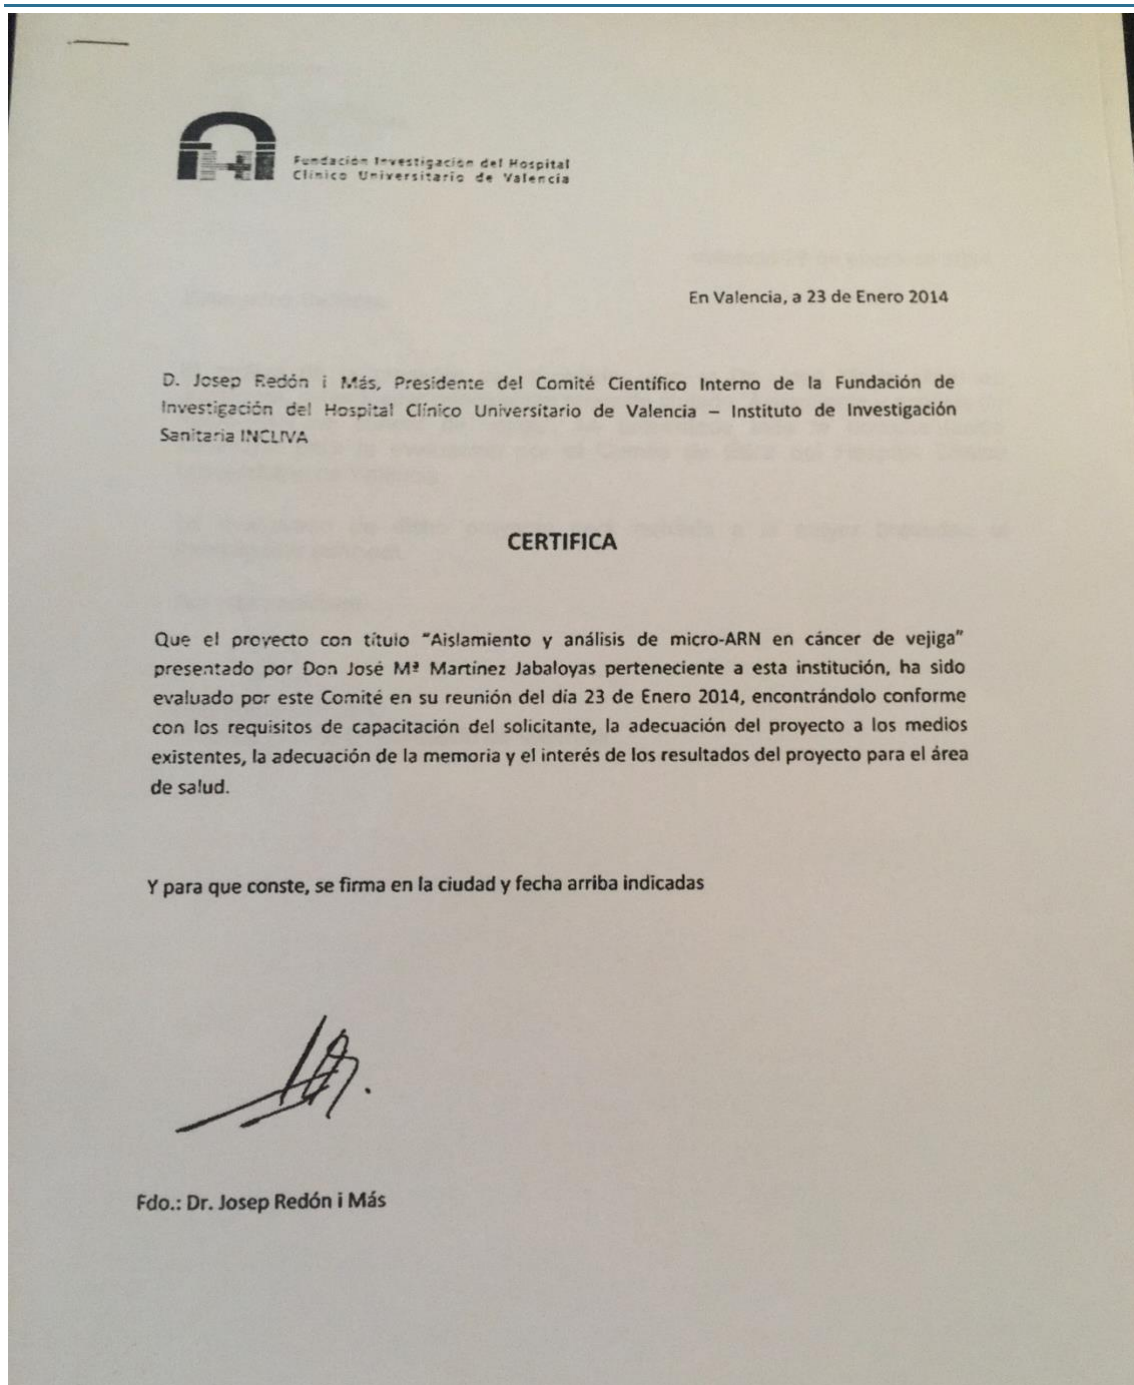 Fundación Investigación del Hospital
Clínico Universitario de Valencia
En Valencia, a 23 de Enero 2014
D. Josep Redón i Más, Presidente del Comité Científico Interno de la Fundación de
Investigación del Hospital Clínico Universitario de Valencia – Instituto de Investigación
Sanitaria INCLIVA
CERTIFICA
Que el proyecto con título “Aislamiento y análisis de micro-ARN en cáncer de vejiga”
presentado por Don José Mª Martínez Jabaloyas perteneciente a esta institución, ha sido
evaluado por este Comité en su reunión del día 23 de Enero 2014, encontrándolo conforme
con los requisitos de capacitación del solicitante, la adecuación del proyecto a los medios
existentes, la adecuación de la memoria y el interés de los resultados del proyecto para el área
de salud.
Y para que conste, se firma en la ciudad y fecha arriba indicadas
Fdo.: Dr. Josep Redón i Más